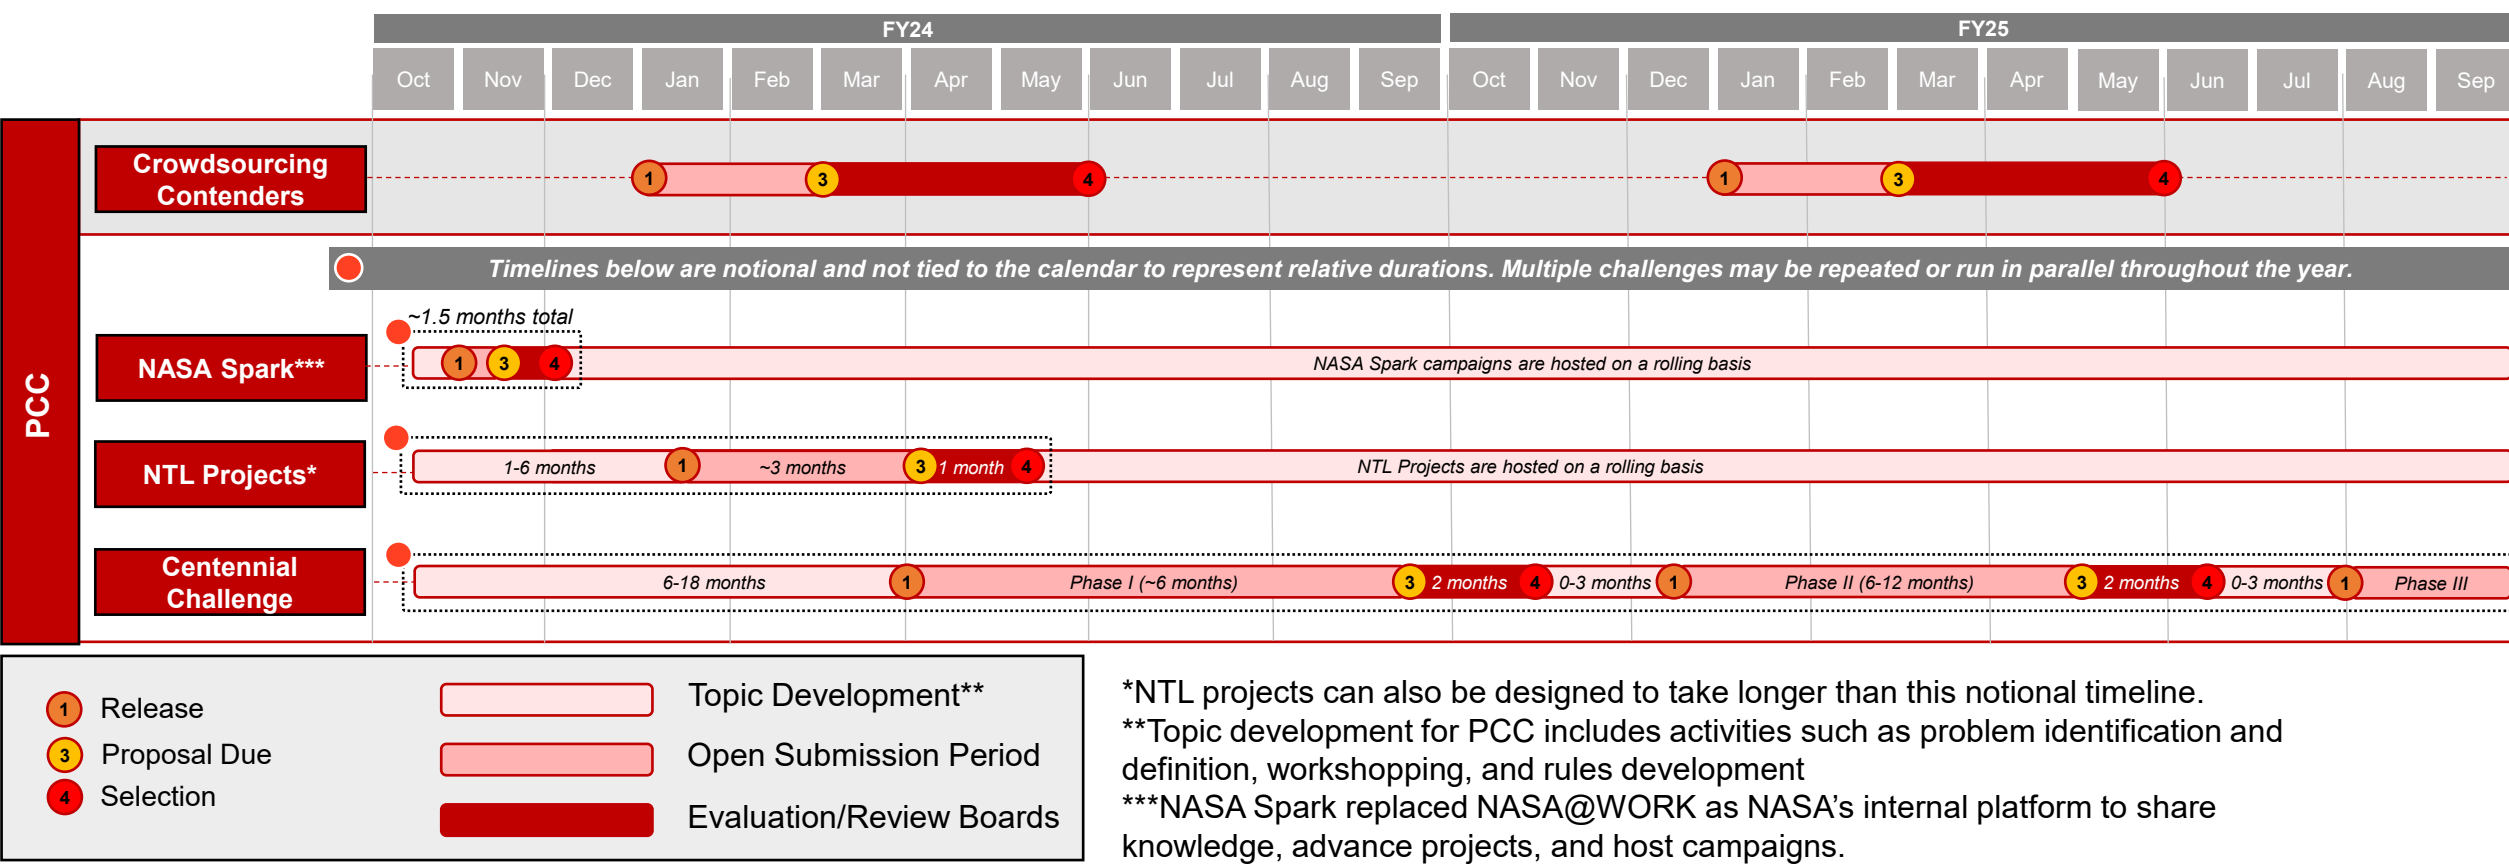 FY24 FY25
Oct Nov Dec Jan Feb Mar Apr May Jun Jul Aug Sep Oct Nov Dec Jan Feb Mar Apr May Jun Jul Aug Sep
PCC
Crowdsourcing
Contenders
1 3 4 1 3 4
Timelines below are notional and not tied to the calendar to represent relative durations. Multiple challenges may be repeated or run in parallel throughout the year.
~1.5 months total
NASA Spark***
1 3 4 NASA Spark campaigns are hosted on a rolling basis
NTL Projects*
1-6 months 1 ~3 months 3 1 month 4 NTL Projects are hosted on a rolling basis
Centennial
Challenge
6-18 months 1 Phase I (~6 months) 3 2 months 4 0-3 months 1 Phase II (6-12 months) 3 2 months 4 0-3 months 1 Phase III
1 Release
3 Proposal Due
4 Selection
Topic Development**
Open Submission Period
Evaluation/Review Boards
*NTL projects can also be designed to take longer than this notional timeline.
**Topic development for PCC includes activities such as problem identification and
definition, workshopping, and rules development
***NASA Spark replaced NASA@WORK as NASA’s internal platform to share
knowledge, advance projects, and host campaigns.